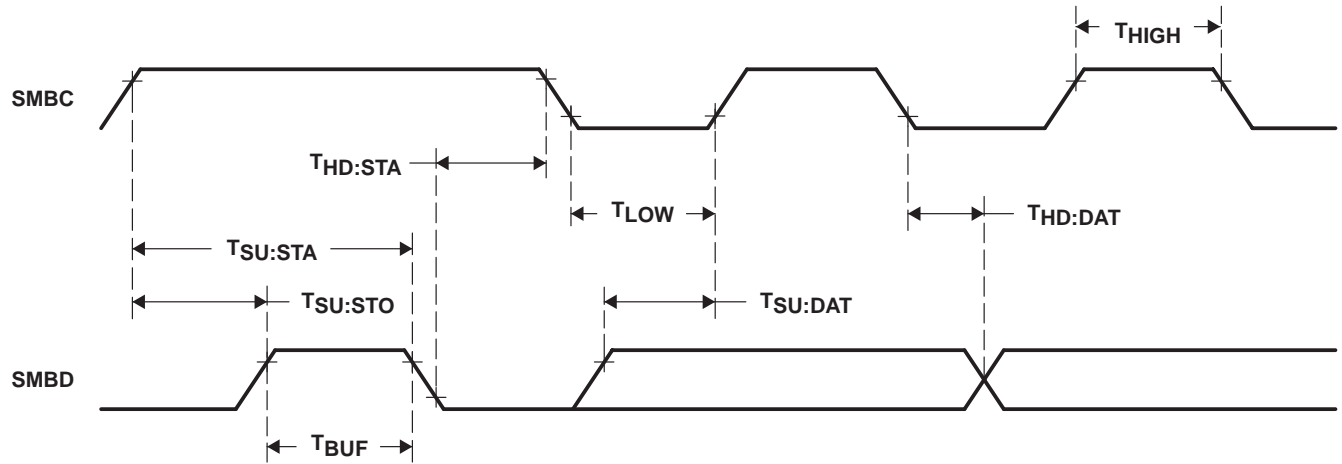 THIGH
SMBC
THD:STA
TLOW
THD:DAT
TSU:STA
TSU:STO
TSU:DAT
SMBD
TBUF